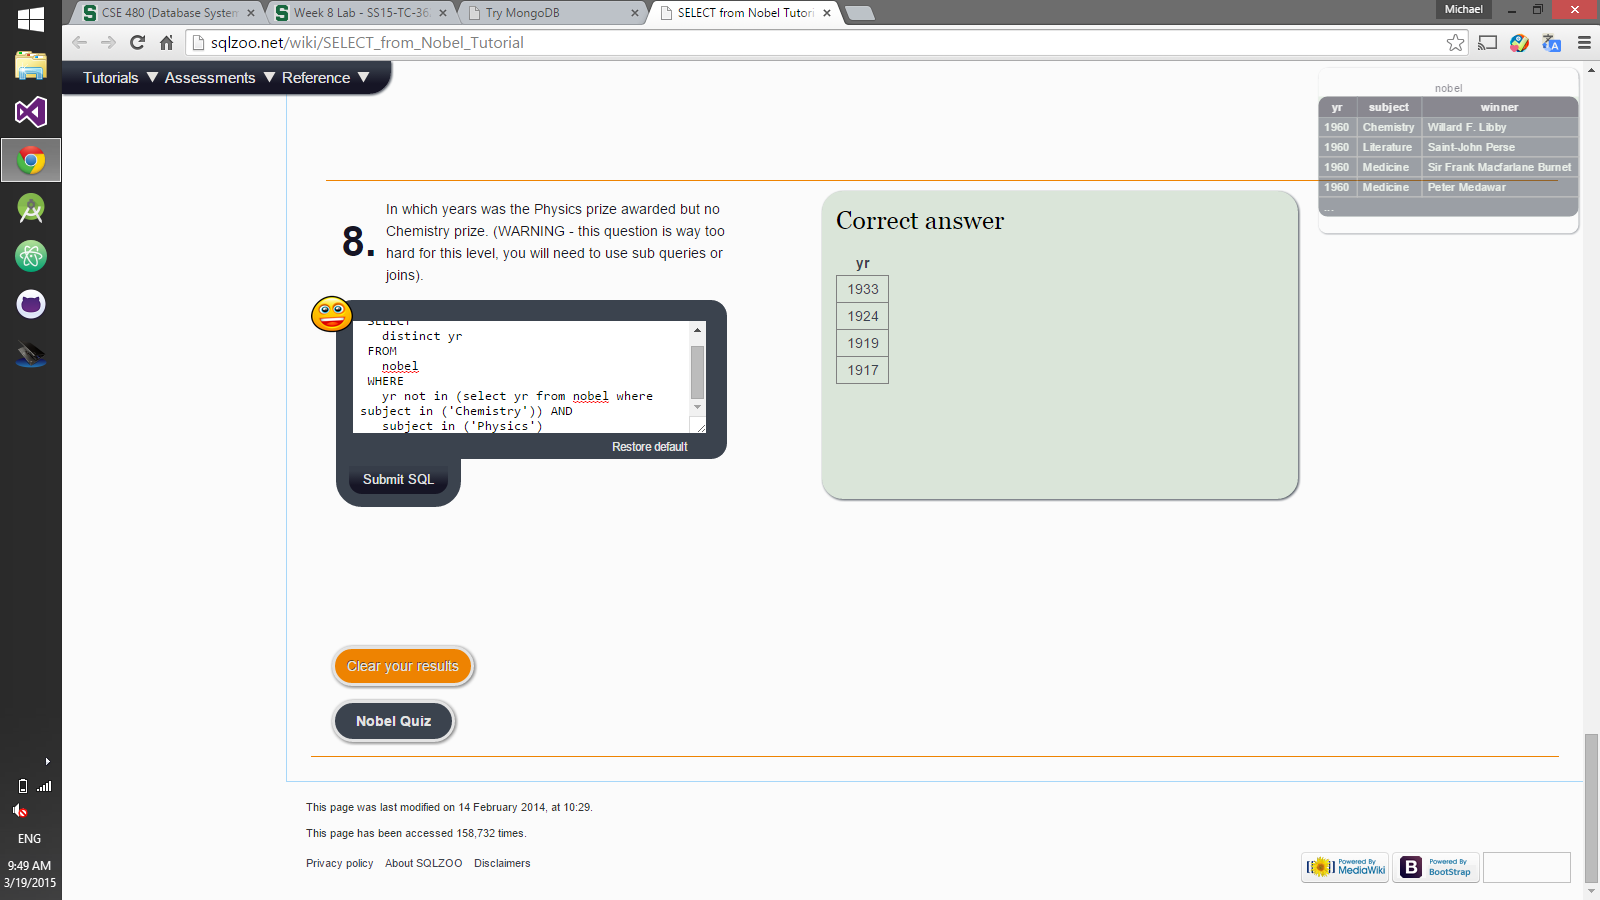 CSE 480 (Database System
Week 8 Lab - SS15-TC-36
Try MongoDB
SELECT from Nobel Tutori
Michael
sqlzoo.net/wiki/SELECT_from_Nobel_Tutorial
Tutorials ▼ Assessments ▼ Reference ▼
nobel
yr subject winner
1960 Chemistry Willard F. Libby
1960 Literature Saint-John Perse
1960 Medicine Sir Frank Macfarlane Burnet
1960 Medicine Peter Medawar
...
8.
In which years was the Physics prize awarded but no
Chemistry prize. (WARNING - this question is way too
hard for this level, you will need to use sub queries or
joins).
SELECT
distinct yr
FROM
nobel
WHERE
yr not in (select yr from nobel where
subject in ('Chemistry')) AND
subject in ('Physics')
Restore default
Submit SQL
Correct answer
yr
1933
1924
1919
1917
Clear your results
Nobel Quiz
This page was last modified on 14 February 2014, at 10:29.
This page has been accessed 158,732 times.
Privacy policy About SQLZOO Disclaimers
Powered By
MediaWiki
B
Powered By
BootStrap
ENG
9:49 AM
3/19/2015